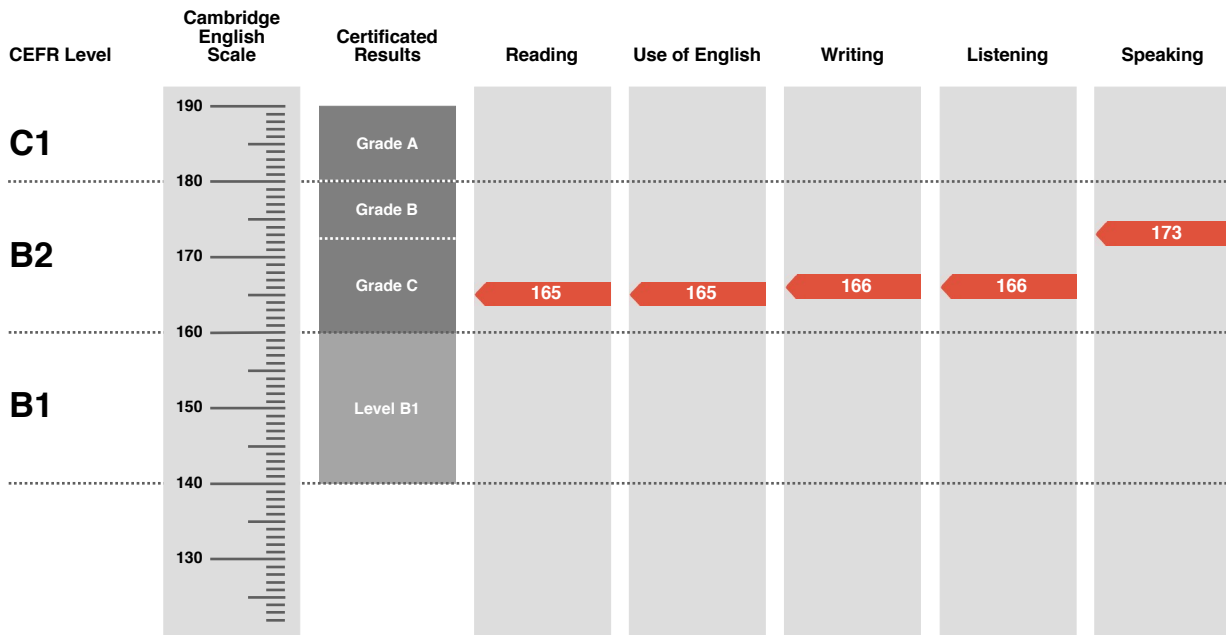 CEFR Level
Cambridge
English
Scale
Certificated
Results
Reading
Use of English
Writing
Listening
Speaking
190
C1
Grade A
180
Grade B
173
B2
170
Grade C
165
165
166
166
160
B1
150
Level B1
140
130